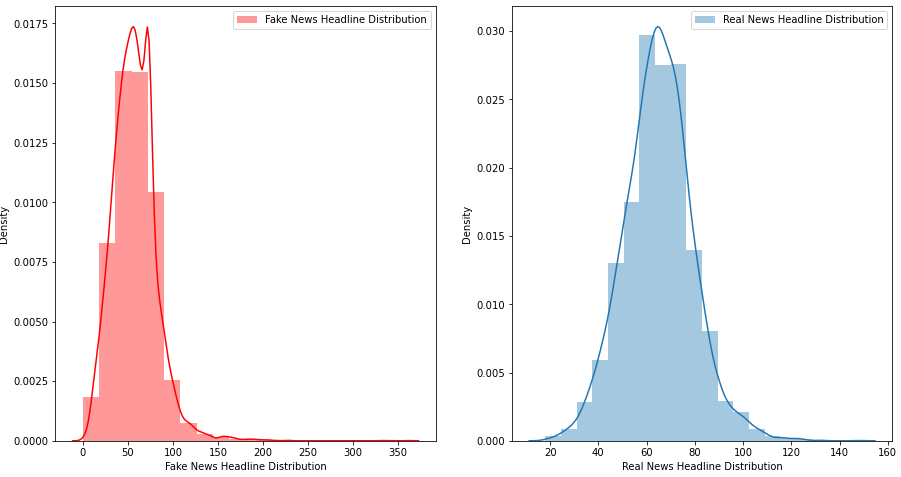 Fake News Headline Distribution
0.0175
0.0150
0.0125
0.0100
0.0075
0.0050
0.0025
0.0000
Density
0 50 100 150 200 250 300 350
Fake News Headline Distribution
Real News Headline Distribution
0.030
0.025
0.020
0.015
0.010
0.005
0.000
Density
20 40 60 80 100 120 140 160
Real News Headline Distribution